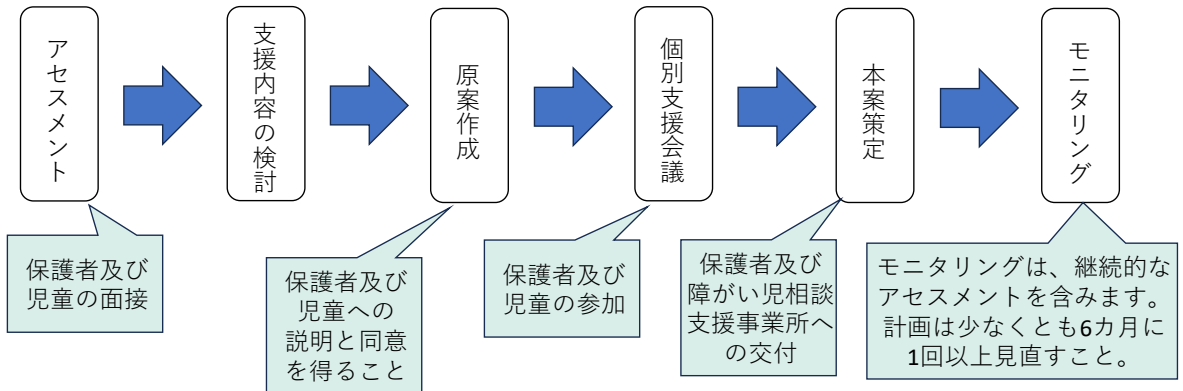 アセスメント
支援内容の検討
原案作成
個別支援会議
本案策定
モニタリング
保護者及び
児童の面接
保護者及び
児童への
説明と同意
を得ること
保護者及び
児童の参加
保護者及び
障がい児相談
支援事業所へ
の交付
モニタリングは、継続的な
アセスメントを含みます。
計画は少なくとも6カ月に
1回以上見直すこと。